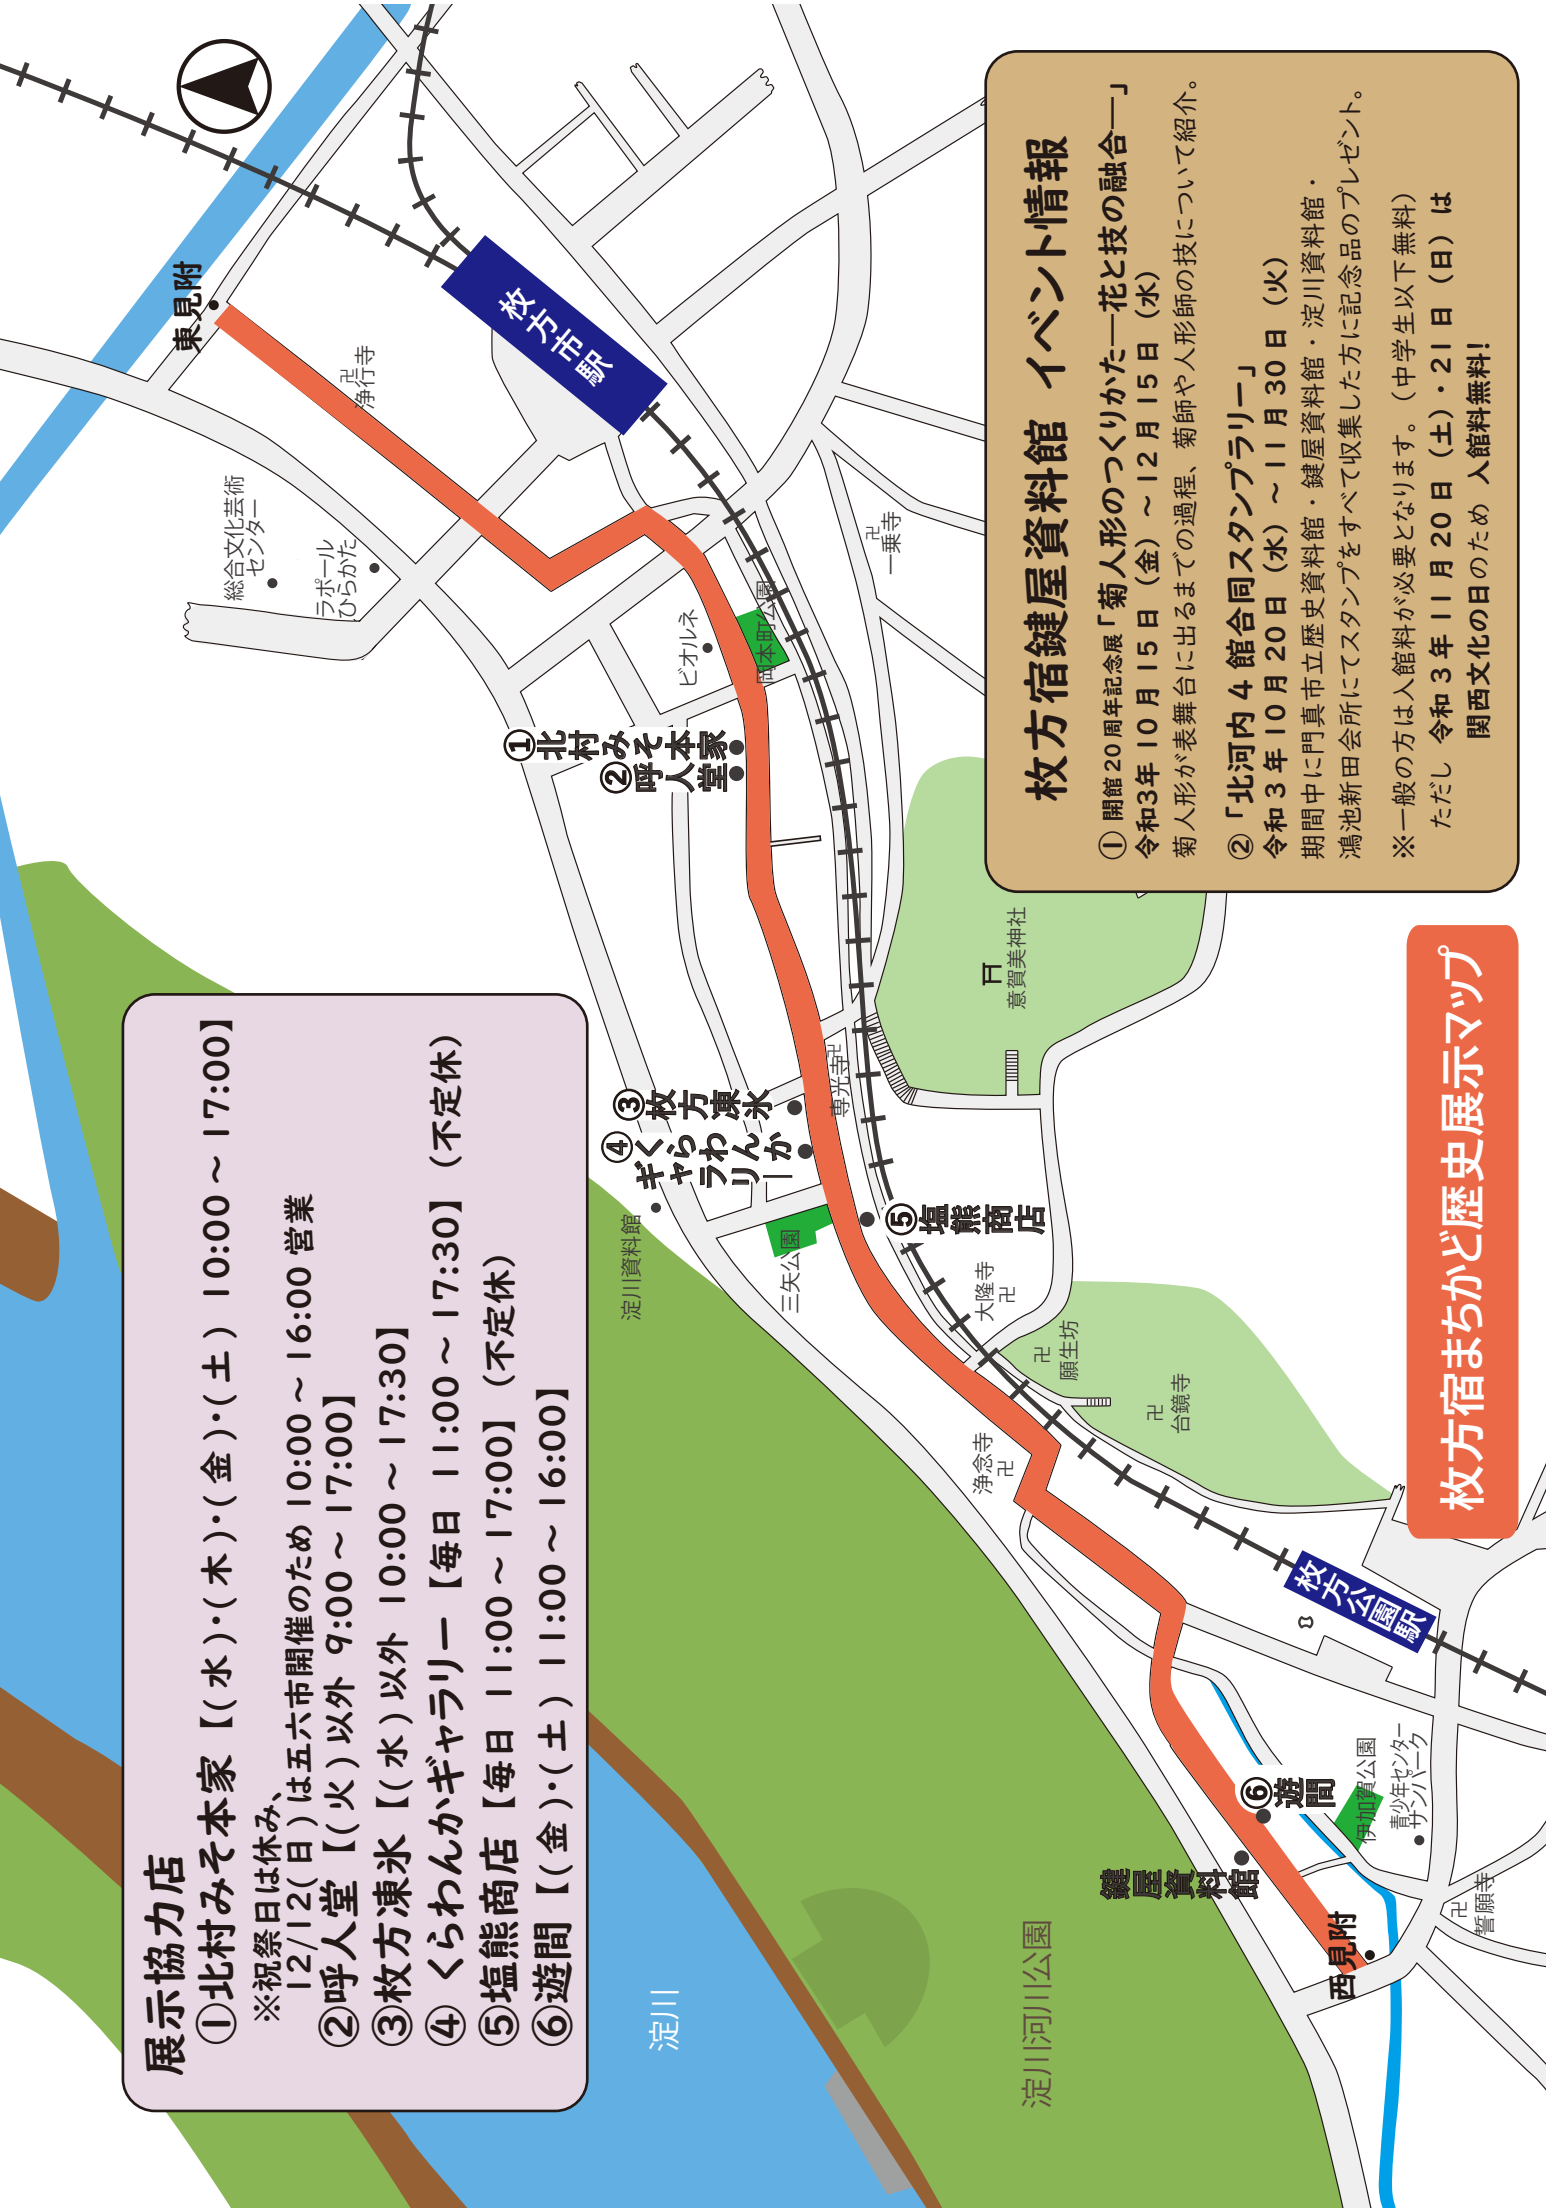 展示協力店
①北村みそ本家【(水)・(木)・(金)・(土) 10:00～17:00】
※祝祭日は休み、
12/12(日)は五六市開催のため 10:00～16:00 営業
②呼人堂【(火)以外 9:00～17:00】
③枚方凍氷【(水)以外 10:00～17:30】
④くらわんかギャラリー【毎日 11:00～17:30】(不定休)
⑤塩熊商店【毎日 11:00～17:00】(不定休)
⑥遊間【(金)・(土) 11:00～16:00】
東見附
卍
浄行寺
枚方市駅
総合文化芸術
センター
ラポール
ひらかた
ビオルネ
岡本町公園
卍
一乗寺
①北村みそ本家
②呼人堂
意賀美神社
③枚方凍氷
④くらわんか
ギャラリー
卍
専光寺
淀川資料館
三矢公園
⑤塩熊商店
大隆寺
卍
卍
願生坊
卍
台鏡寺
浄念寺
卍
枚方公園駅
⑥遊間
鍵屋資料館
伊加賀公園
青少年センター
サンパーク
西見附
卍
誓願寺
淀川
淀川河川公園
枚方宿鍵屋資料館 イベント情報
① 開館20周年記念展「菊人形のつくりかた―花と技の融合―」
令和3年10月15日(金)～12月15日(水)
菊人形が表舞台に出るまでの過程、菊師や人形師の技について紹介。
②「北河内4館合同スタンプラリー」
令和3年10月20日(水)～11月30日(火)
期間中に門真市立歴史資料館・鍵屋資料館・淀川資料館・
鴻池新田会所にてスタンプをすべて収集した方に記念品のプレゼント。
※一般の方は入館料が必要となります。(中学生以下無料)
ただし 令和3年11月20日(土)・21日(日)は
関西文化の日のため 入館料無料!
枚方宿まちかど歴史展示マップ